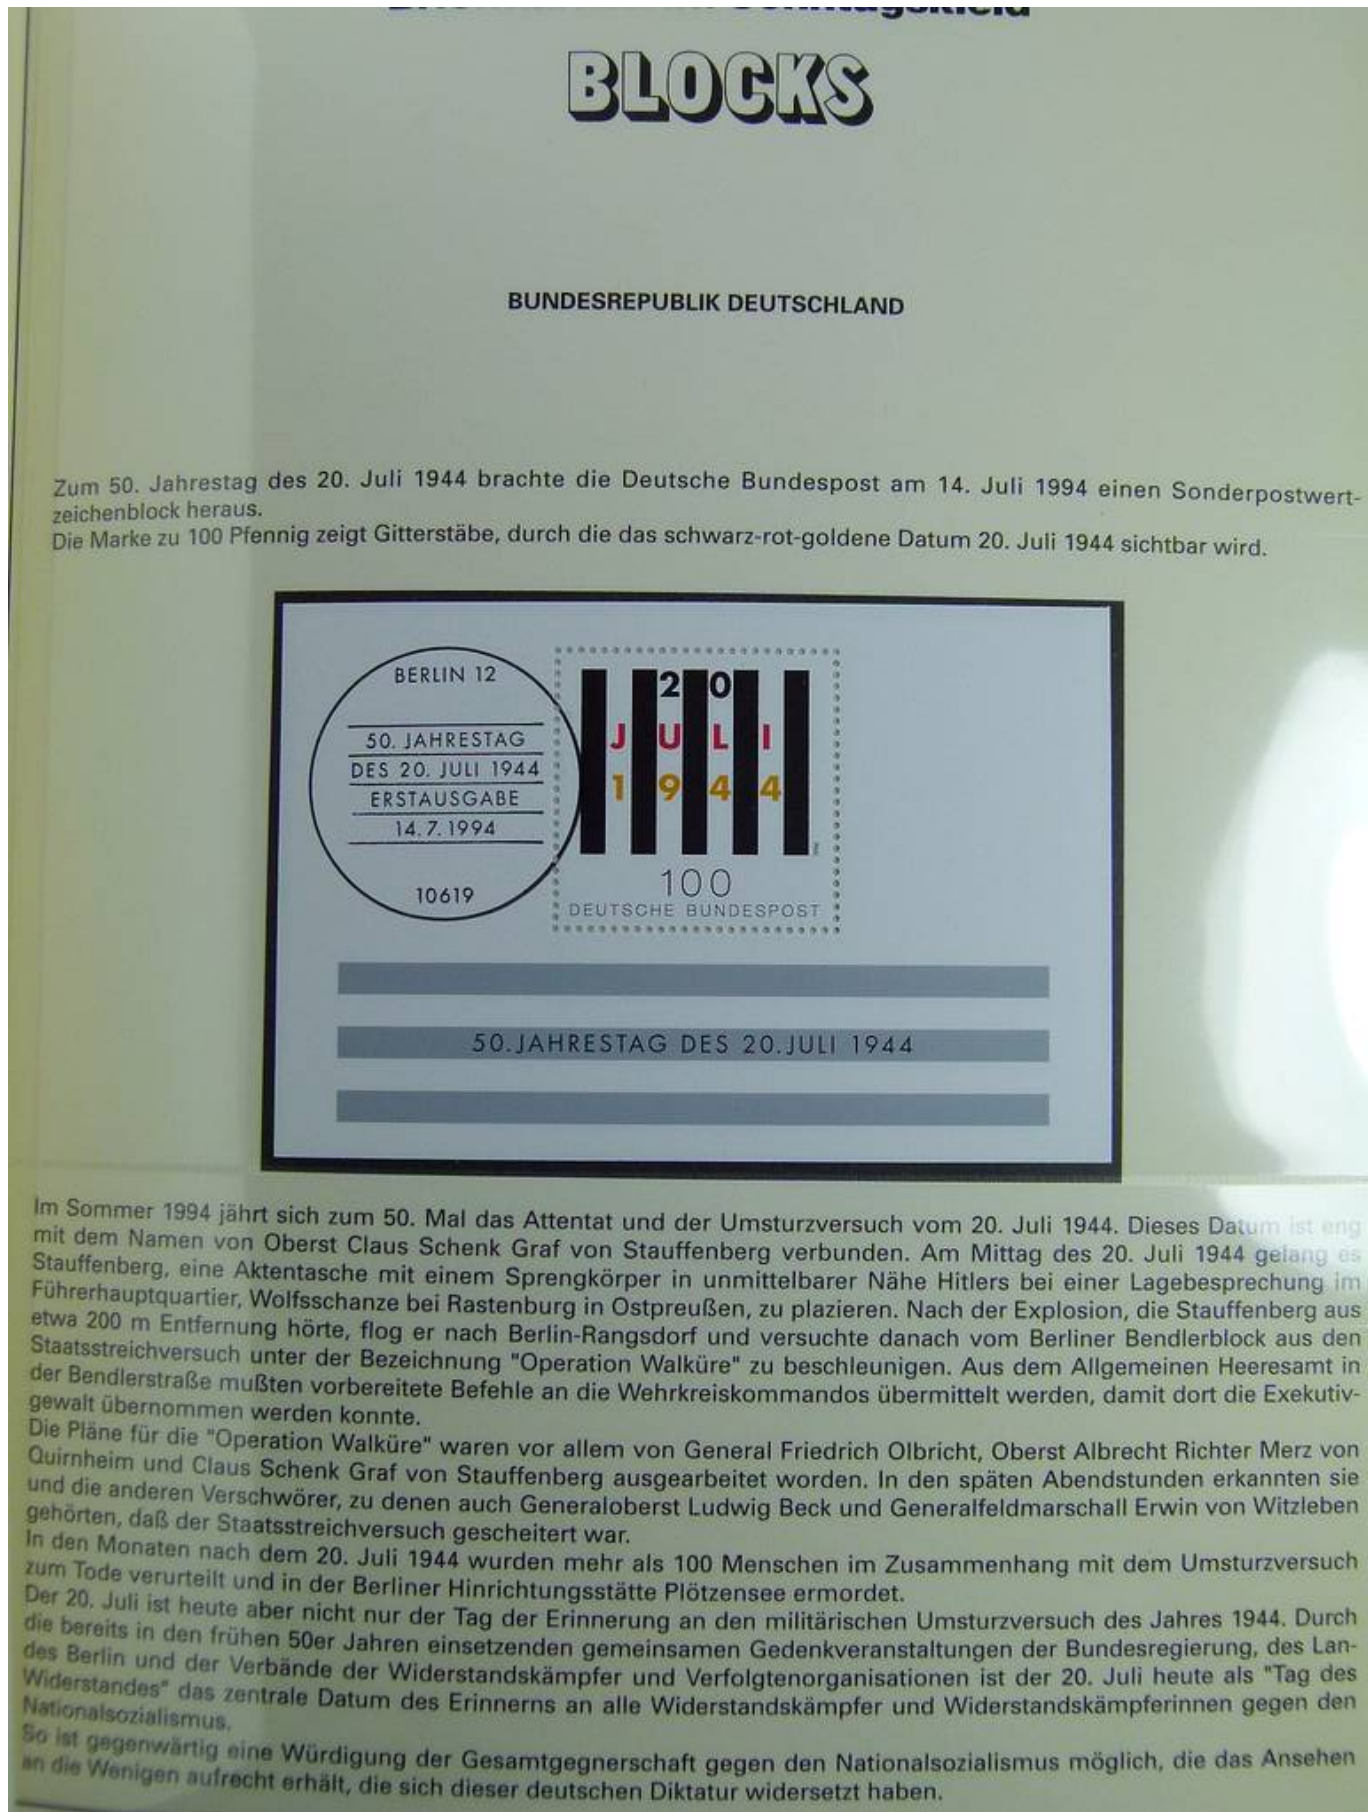 BLOCKS
BUNDESREPUBLIK DEUTSCHLAND
Zum 50. Jahrestag des 20. Juli 1944 brachte die Deutsche Bundespost am 14. Juli 1994 einen Sonderpostwert-
zeichenblock heraus.
Die Marke zu 100 Pfennig zeigt Gitterstäbe, durch die das schwarz-rot-goldene Datum 20. Juli 1944 sichtbar wird.
BERLIN 12
50. JAHRESTAG
DES 20. JULI 1944
ERSTAUSGABE
14.7.1994
10619
20
JULI
1944
100
DEUTSCHE BUNDESPOST
50.JAHRESTAG DES 20.JULI 1944
Im Sommer 1994 jährt sich zum 50. Mal das Attentat und der Umsturzversuch vom 20. Juli 1944. Dieses Datum ist eng
mit dem Namen von Oberst Claus Schenk Graf von Stauffenberg verbunden. Am Mittag des 20. Juli 1944 gelang es
Stauffenberg, eine Aktentasche mit einem Sprengkörper in unmittelbarer Nähe Hitlers bei einer Lagebesprechung im
Führerhauptquartier, Wolfsschanze bei Rastenburg in Ostpreußen, zu plazieren. Nach der Explosion, die Stauffenberg aus
etwa 200 m Entfernung hörte, flog er nach Berlin-Rangsdorf und versuchte danach vom Berliner Bendlerblock aus den
Staatsstreichversuch unter der Bezeichnung "Operation Walküre" zu beschleunigen. Aus dem Allgemeinen Heeresamt in
der Bendlerstraße mußten vorbereitete Befehle an die Wehrkreiskommandos übermittelt werden, damit dort die Exekutiv-
gewalt übernommen werden konnte.
Die Pläne für die "Operation Walküre" waren vor allem von General Friedrich Olbricht, Oberst Albrecht Richter Merz von
Quirnheim und Claus Schenk Graf von Stauffenberg ausgearbeitet worden. In den späten Abendstunden erkannten sie
und die anderen Verschwörer, zu denen auch Generaloberst Ludwig Beck und Generalfeldmarschall Erwin von Witzleben
gehörten, daß der Staatsstreichversuch gescheitert war.
In den Monaten nach dem 20. Juli 1944 wurden mehr als 100 Menschen im Zusammenhang mit dem Umsturzversuch
zum Tode verurteilt und in der Berliner Hinrichtungsstätte Plötzensee ermordet.
Der 20. Juli ist heute aber nicht nur der Tag der Erinnerung an den militärischen Umsturzversuch des Jahres 1944. Durch
die bereits in den frühen 50er Jahren einsetzenden gemeinsamen Gedenkveranstaltungen der Bundesregierung, des Lan-
des Berlin und der Verbände der Widerstandskämpfer und Verfolgtenorganisationen ist der 20. Juli heute als "Tag des
Widerstandes" das zentrale Datum des Erinnerns an alle Widerstandskämpfer und Widerstandskämpferinnen gegen den
Nationalsozialismus.
So ist gegenwärtig eine Würdigung der Gesamtgegnerschaft gegen den Nationalsozialismus möglich, die das Ansehen
an die Wenigen aufrecht erhält, die sich dieser deutschen Diktatur widersetzt haben.